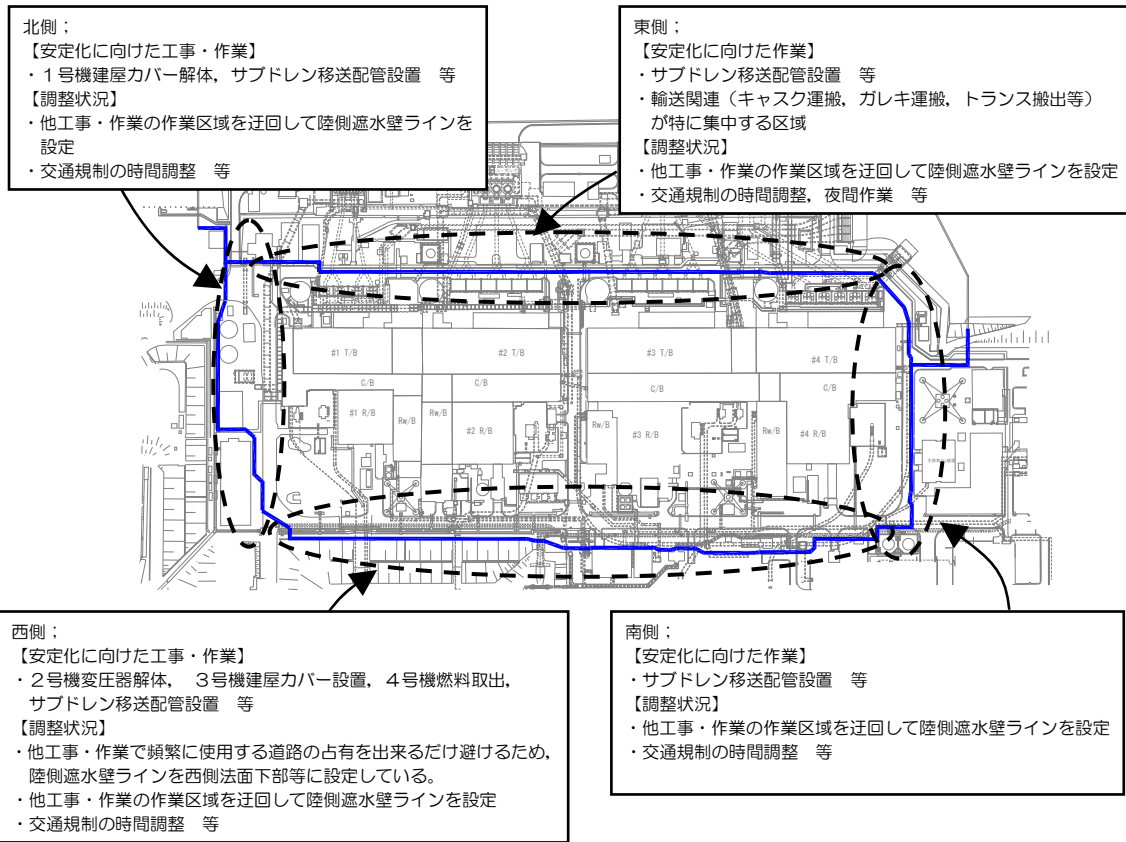 北側；
【安定化に向けた工事・作業】
・１号機建屋カバー解体，サブドレン移送配管設置　等
【調整状況】
・他工事・作業の作業区域を迂回して陸側遮水壁ラインを
設定
・交通規制の時間調整　等
東側；
【安定化に向けた作業】
・サブドレン移送配管設置　等
・輸送関連（キャスク運搬，ガレキ運搬，トランス搬出等）
が特に集中する区域
【調整状況】
・他工事・作業の作業区域を迂回して陸側遮水壁ラインを設定
・交通規制の時間調整，夜間作業　等
#1 T/B
#2 T/B
#3 T/B
#4 T/B
C/B
C/B
C/B
C/B
#1 R/B
Rw/B
Rw/B
#2 R/B
Rw/B
#3 R/B
Rw/B
#4 R/B
西側；
【安定化に向けた工事・作業】
・２号機変圧器解体，　３号機建屋カバー設置，４号機燃料取出，
サブドレン移送配管設置　等
【調整状況】
・他工事・作業で頻繁に使用する道路の占有を出来るだけ避けるため，
陸側遮水壁ラインを西側法面下部等に設定している。
・他工事・作業の作業区域を迂回して陸側遮水壁ラインを設定
・交通規制の時間調整　等
南側；
【安定化に向けた作業】
・サブドレン移送配管設置　等
【調整状況】
・他工事・作業の作業区域を迂回して陸側遮水壁ラインを設定
・交通規制の時間調整　等